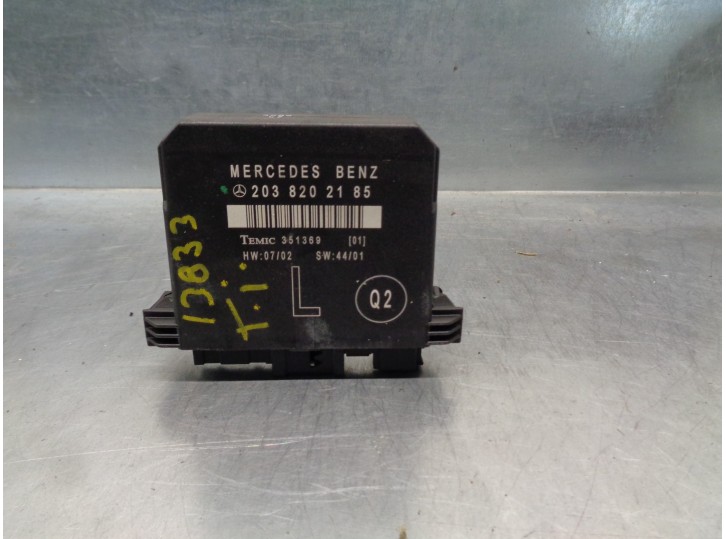 MERCEDES BENZ
203 820 21 85
TEMIC 351369 [01]
HW:07/02 SW:44/01
L
Q2
13833
T.i.